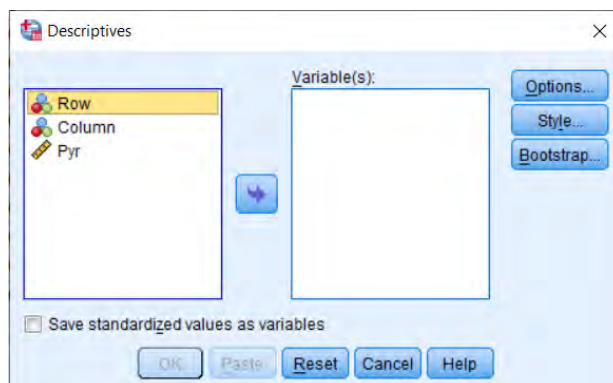 Descriptives
Variable(s):
Row
Column
Pyr
Options...
Style...
Bootstrap...
Save standardized values as variables
OK Paste Reset Cancel Help